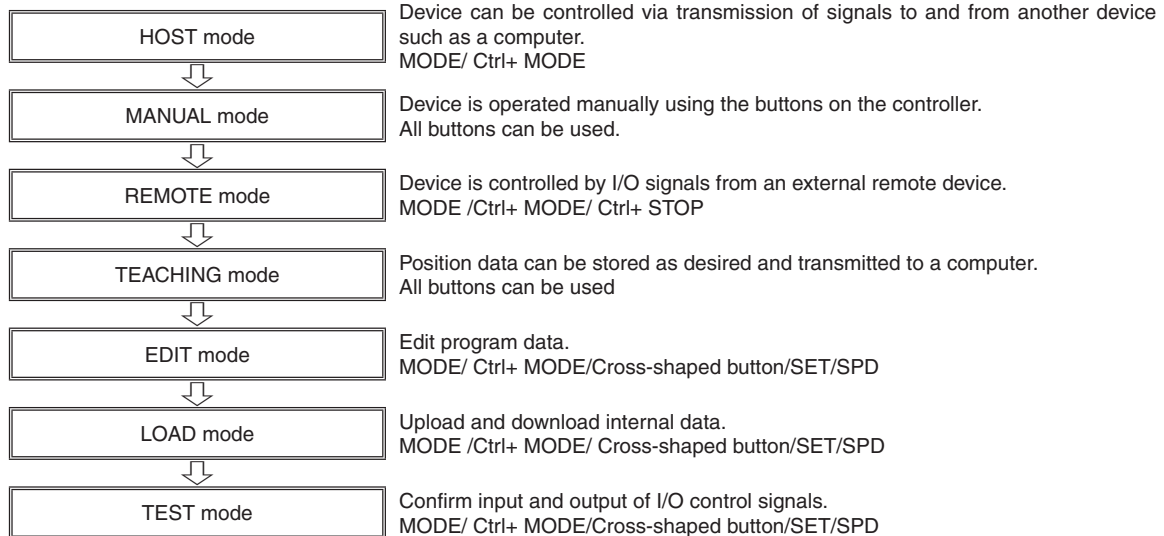 HOST mode
Device can be controlled via transmission of signals to and from another device
such as a computer.
MODE/ Ctrl+ MODE
MANUAL mode
Device is operated manually using the buttons on the controller.
All buttons can be used.
REMOTE mode
Device is controlled by I/O signals from an external remote device.
MODE /Ctrl+ MODE/ Ctrl+ STOP
TEACHING mode
Position data can be stored as desired and transmitted to a computer.
All buttons can be used
EDIT mode
Edit program data.
MODE/ Ctrl+ MODE/Cross-shaped button/SET/SPD
LOAD mode
Upload and download internal data.
MODE /Ctrl+ MODE/ Cross-shaped button/SET/SPD
TEST mode
Confirm input and output of I/O control signals.
MODE/ Ctrl+ MODE/Cross-shaped button/SET/SPD